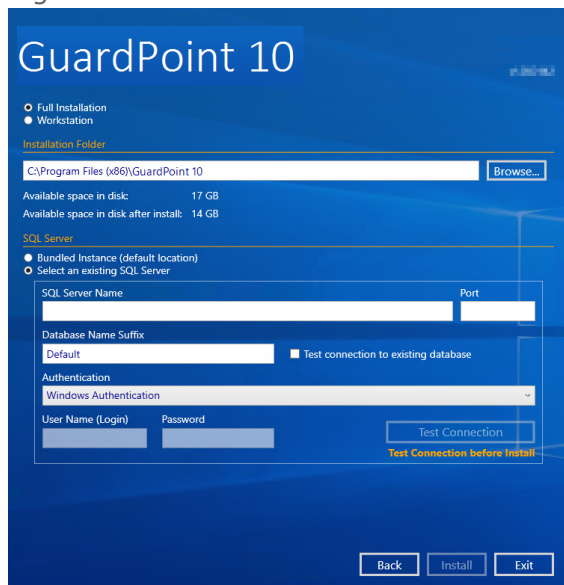 GuardPoint 10
Full Installation
Workstation
Installation Folder
C:\Program Files (x86)\GuardPoint 10
Browse...
Available space in disk: 17 GB
Available space in disk after install: 14 GB
SQL Server
Bundled Instance (default location)
Select an existing SQL Server
SQL Server Name Port
Database Name Suffix
Default Test connection to existing database
Authentication
Windows Authentication
User Name (Login) Password
Test Connection
Test Connection before Install
Back Install Exit